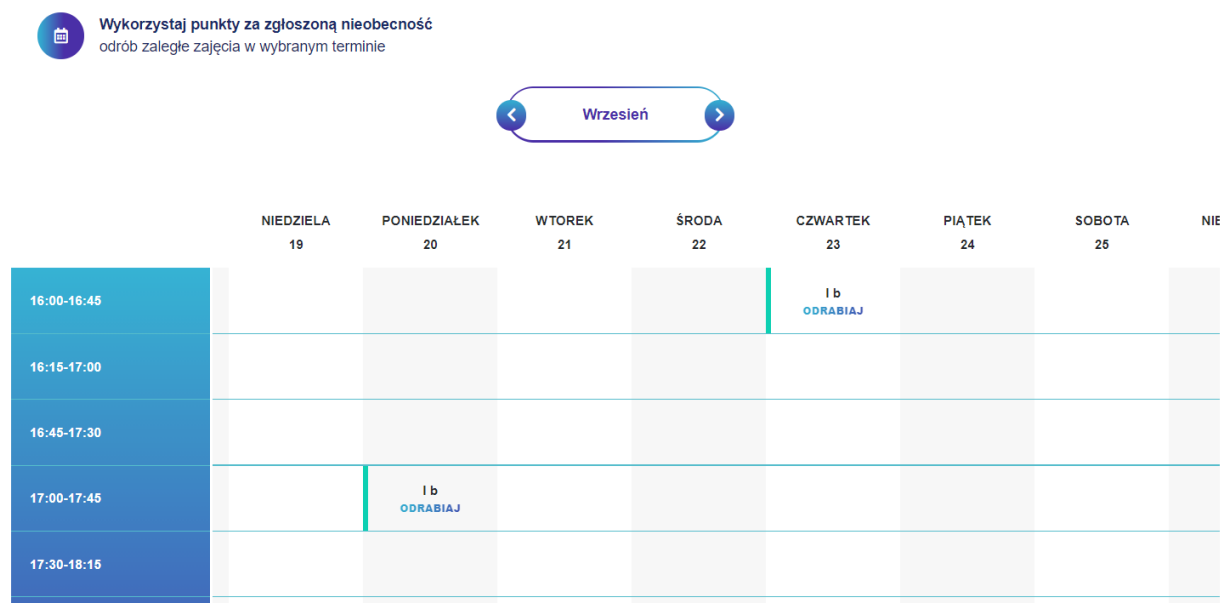 Wykorzystaj punkty za zgłoszoną nieobecność
odrób zaległe zajęcia w wybranym terminie
Wrzesień
NIEDZIELA PONIEDZIAŁEK WTOREK ŚRODA CZWARTEK PIĄTEK SOBOTA NIE
19 20 21 22 23 24 25
16:00-16:45
I b
ODRABIAJ
16:15-17:00
16:45-17:30
17:00-17:45
I b
ODRABIAJ
17:30-18:15